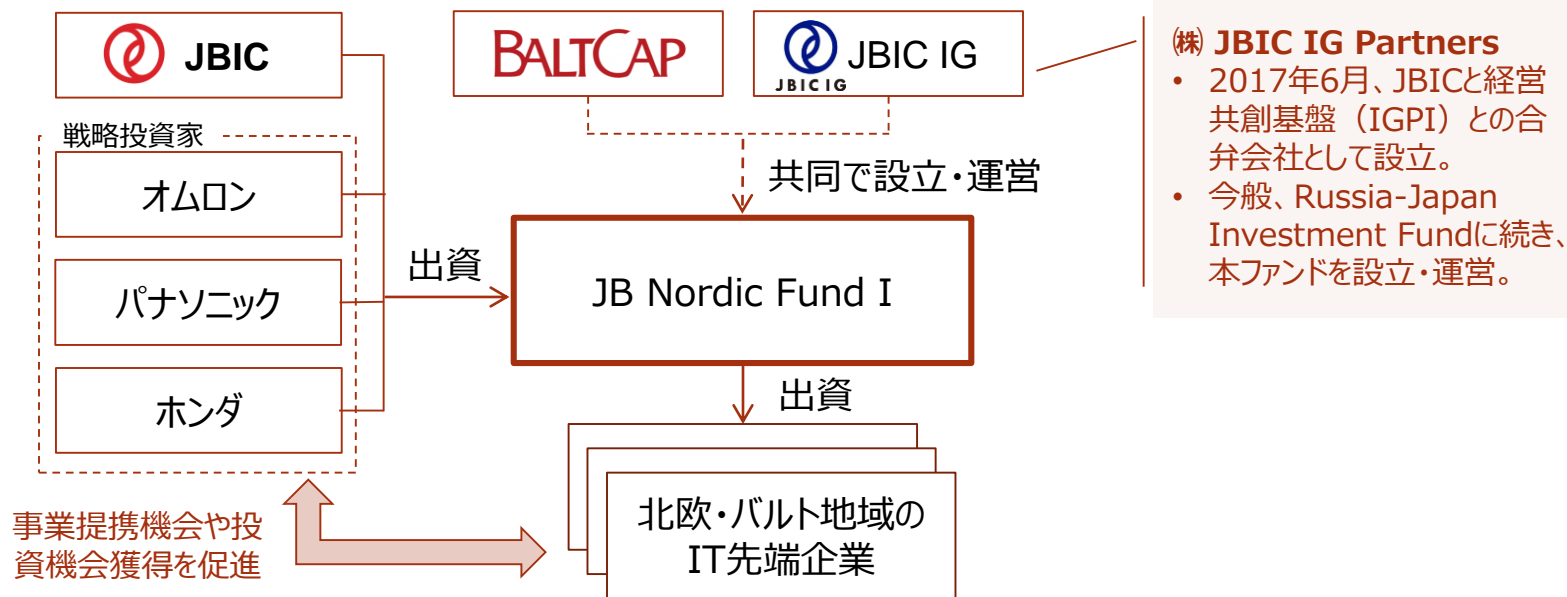 JBIC
BALTCAP
JBIC IG
JBIC IG
㈱ JBIC IG Partners
• 2017年6月、JBICと経営
共創基盤（IGPI）との合
弁会社として設立。
• 今般、Russia-Japan
Investment Fundに続き、
本ファンドを設立・運営。
戦略投資家
オムロン
パナソニック
ホンダ
共同で設立・運営
出資
JB Nordic Fund I
出資
北欧・バルト地域の
IT先端企業
事業提携機会や投
資機会獲得を促進